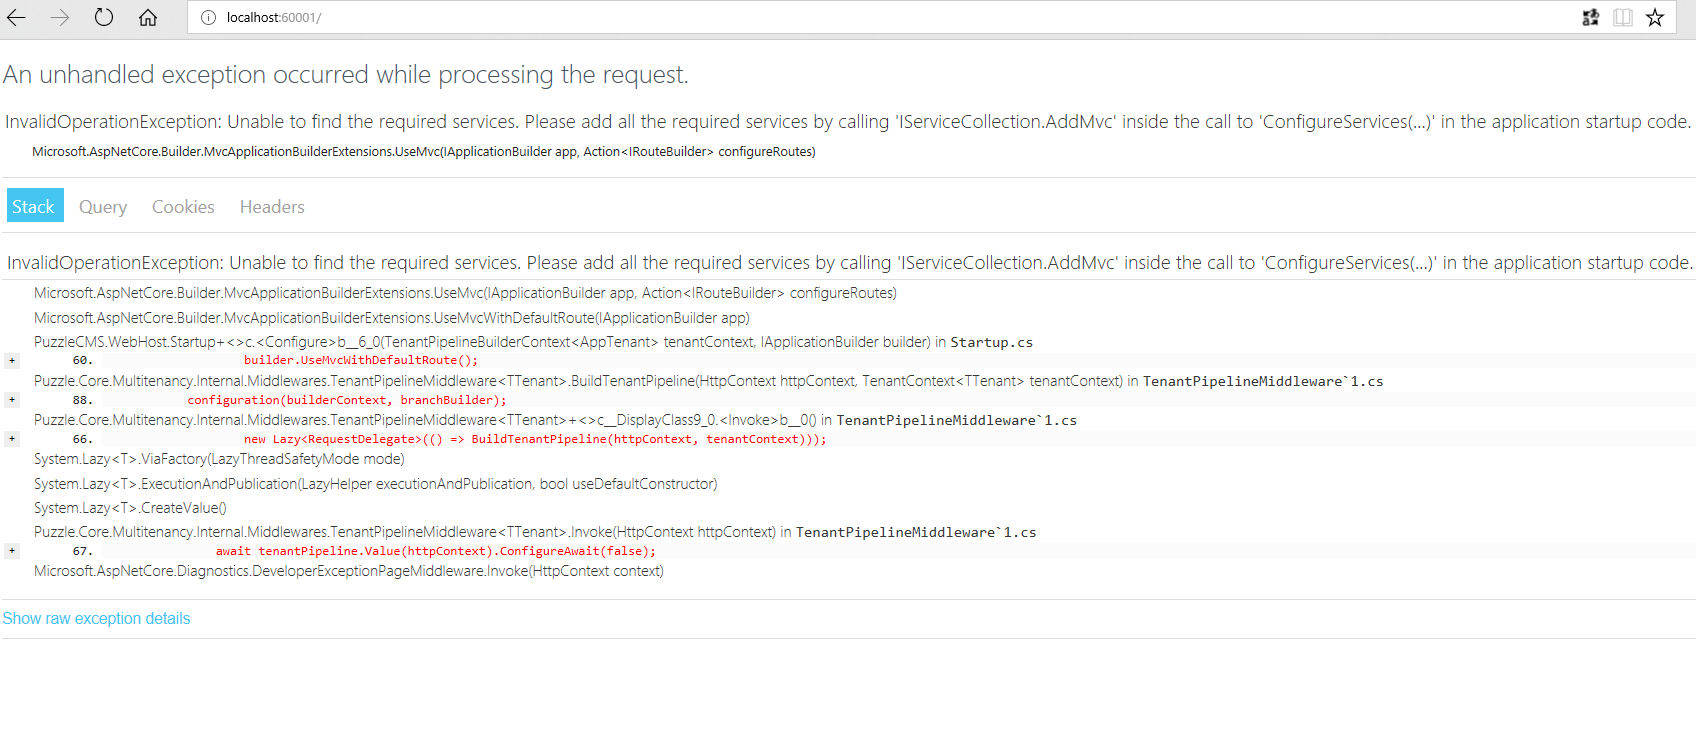 localhost:60001/
An unhandled exception occurred while processing the request.
InvalidOperationException: Unable to find the required services. Please add all the required services by calling 'IServiceCollection.AddMvc' inside the call to 'ConfigureServices(...)' in the application startup code.
Microsoft.AspNetCore.Builder.MvcApplicationBuilderExtensions.UseMvc(IApplicationBuilder app, Action<IRouteBuilder> configureRoutes)
Stack Query Cookies Headers
InvalidOperationException: Unable to find the required services. Please add all the required services by calling 'IServiceCollection.AddMvc' inside the call to 'ConfigureServices(...)' in the application startup code.
Microsoft.AspNetCore.Builder.MvcApplicationBuilderExtensions.UseMvc(IApplicationBuilder app, Action<IRouteBuilder> configureRoutes)
Microsoft.AspNetCore.Builder.MvcApplicationBuilderExtensions.UseMvcWithDefaultRoute(IApplicationBuilder app)
PuzzleCMS.WebHost.Startup+<>c.<Configure>b__6_0(TenantPipelineBuilderContext<AppTenant> tenantContext, IApplicationBuilder builder) in Startup.cs
+ 60. builder.UseMvcWithDefaultRoute();
Puzzle.Core.Multitenancy.Internal.Middlewares.TenantPipelineMiddleware<TTenant>.BuildTenantPipeline(HttpContext httpContext, TenantContext<TTenant> tenantContext) in TenantPipelineMiddleware`1.cs
+ 88. configuration(builderContext, branchBuilder);
Puzzle.Core.Multitenancy.Internal.Middlewares.TenantPipelineMiddleware<TTenant>+<>c__DisplayClass9_0.<Invoke>b__0() in TenantPipelineMiddleware`1.cs
+ 66. new Lazy<RequestDelegate>(() => BuildTenantPipeline(httpContext, tenantContext)));
System.Lazy<T>.ViaFactory(LazyThreadSafetyMode mode)
System.Lazy<T>.ExecutionAndPublication(LazyHelper executionAndPublication, bool useDefaultConstructor)
System.Lazy<T>.CreateValue()
Puzzle.Core.Multitenancy.Internal.Middlewares.TenantPipelineMiddleware<TTenant>.Invoke(HttpContext httpContext) in TenantPipelineMiddleware`1.cs
+ 67. await tenantPipeline.Value(httpContext).ConfigureAwait(false);
Microsoft.AspNetCore.Diagnostics.DeveloperExceptionPageMiddleware.Invoke(HttpContext context)
Show raw exception details